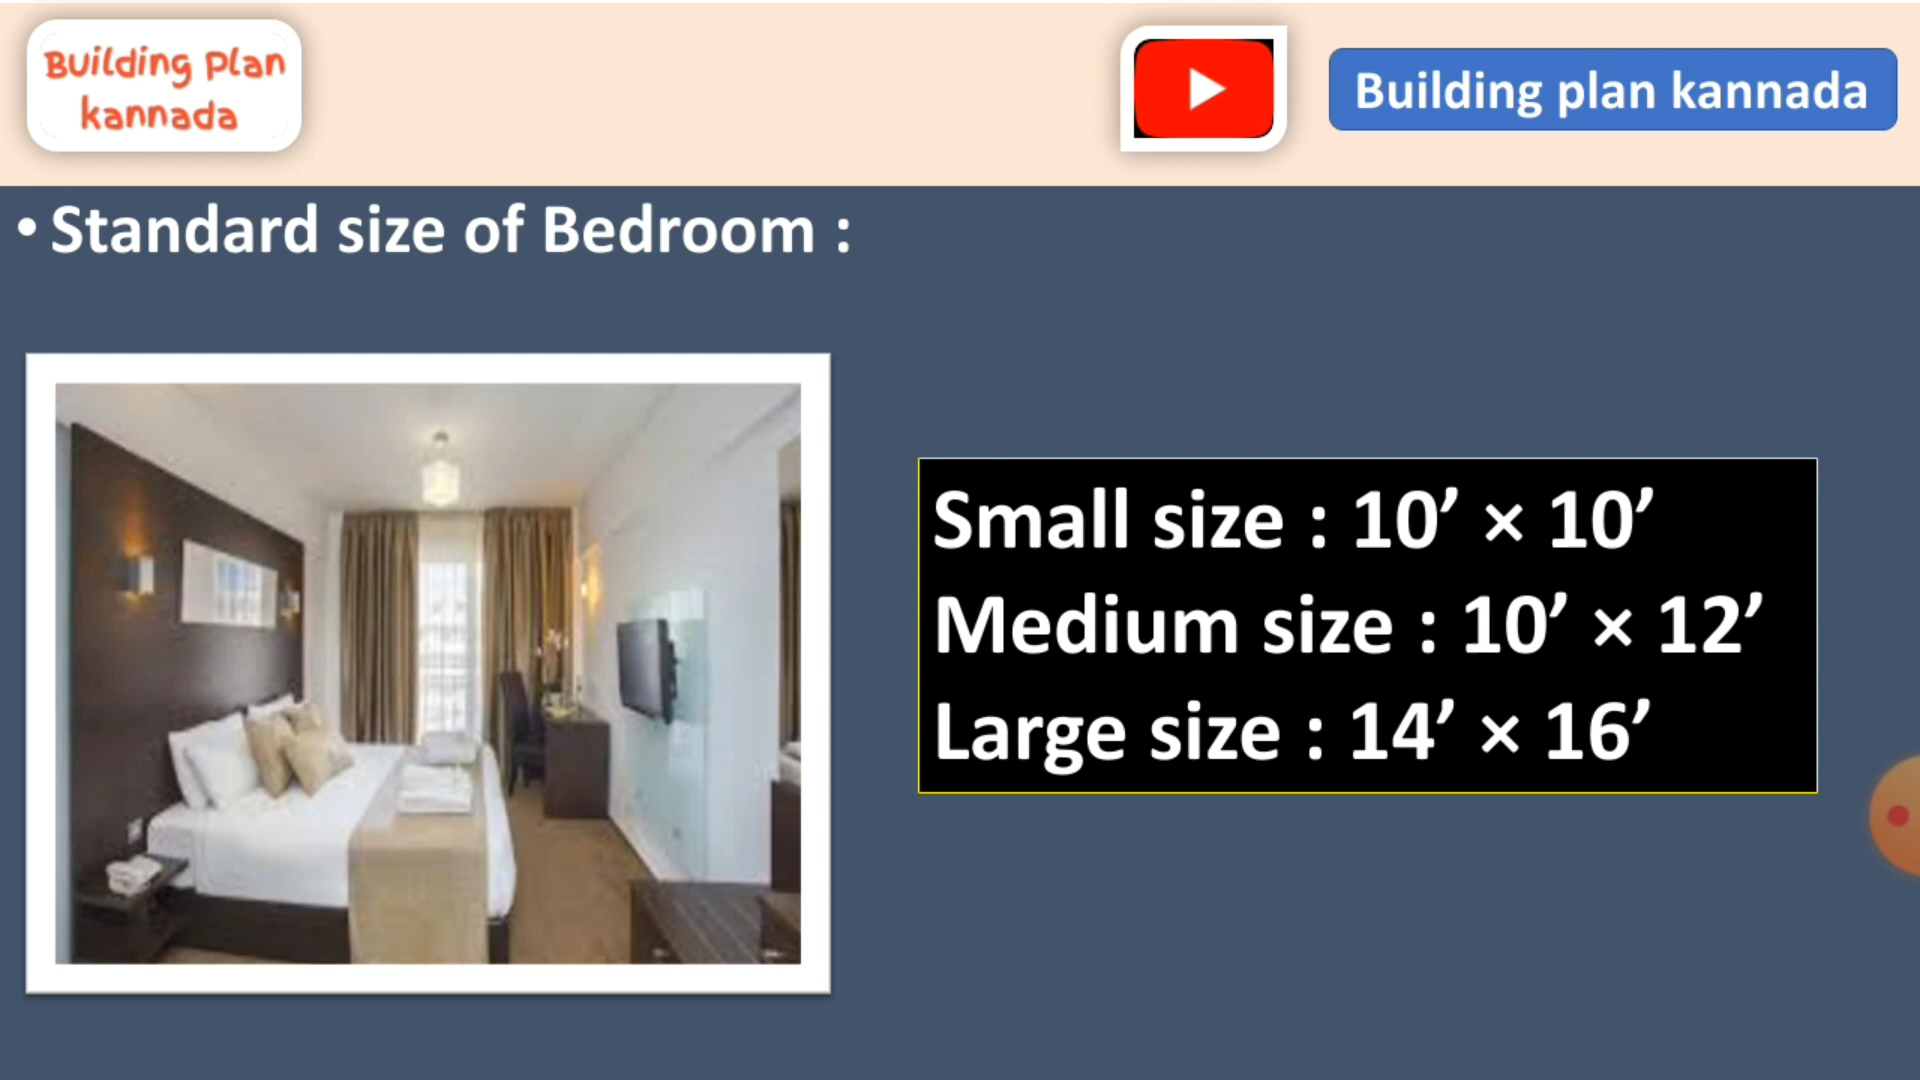 Building Plan
kannada
Building plan kannada
• Standard size of Bedroom :
Small size : 10’ × 10’
Medium size : 10’ × 12’
Large size : 14’ × 16’